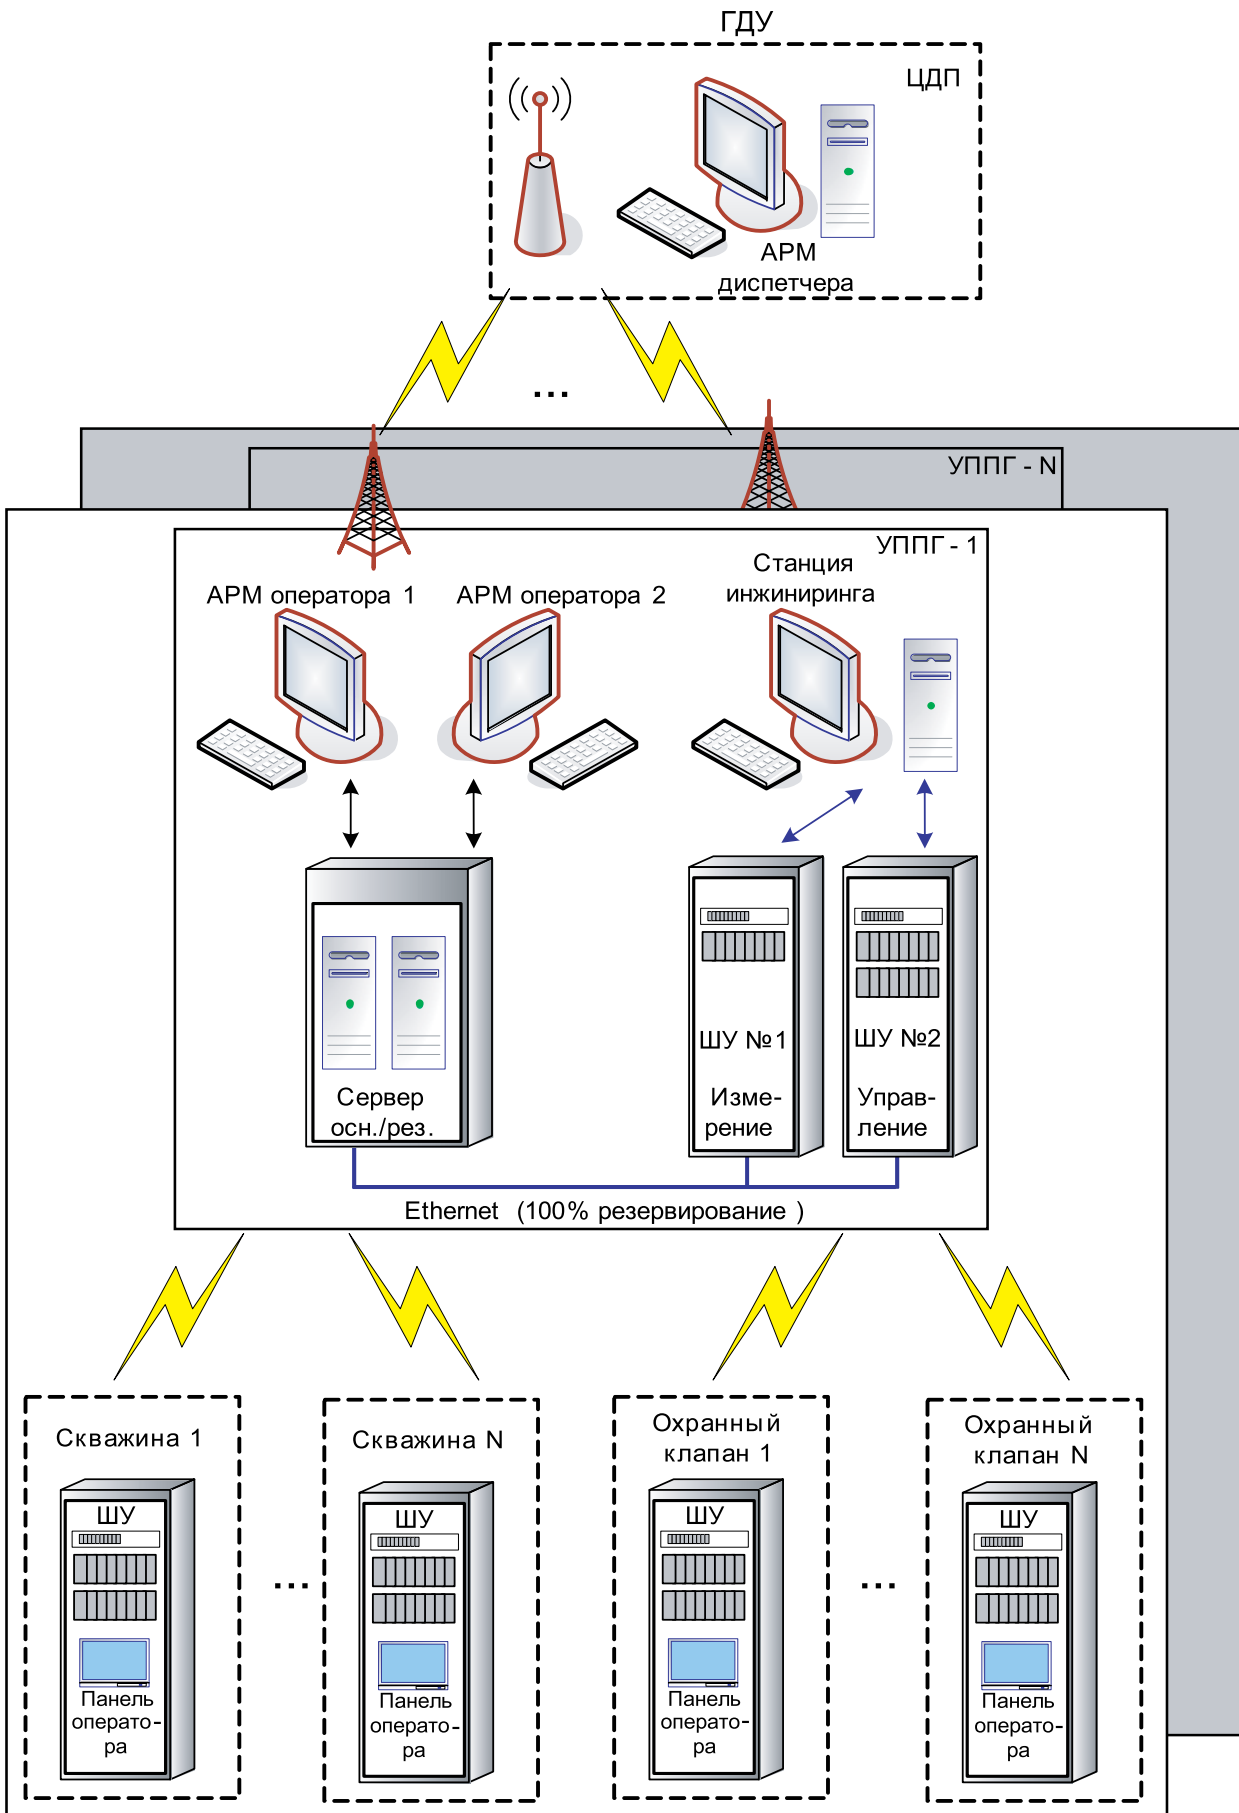 ГДУ
ЦДП
АРМ
диспетчера
...
УППГ - N
УППГ - 1
АРМ оператора 1
АРМ оператора 2
Станция
инжиниринга
ШУ №1
Изме-
рение
ШУ №2
Управ-
ление
Сервер
осн./рез.
Ethernet (100% резервирование )
Скважина 1
ШУ
Панель
операто-
ра
...
Скважина N
ШУ
Панель
операто-
ра
Охранный
клапан 1
ШУ
Панель
операто-
ра
...
Охранный
клапан N
ШУ
Панель
операто-
ра